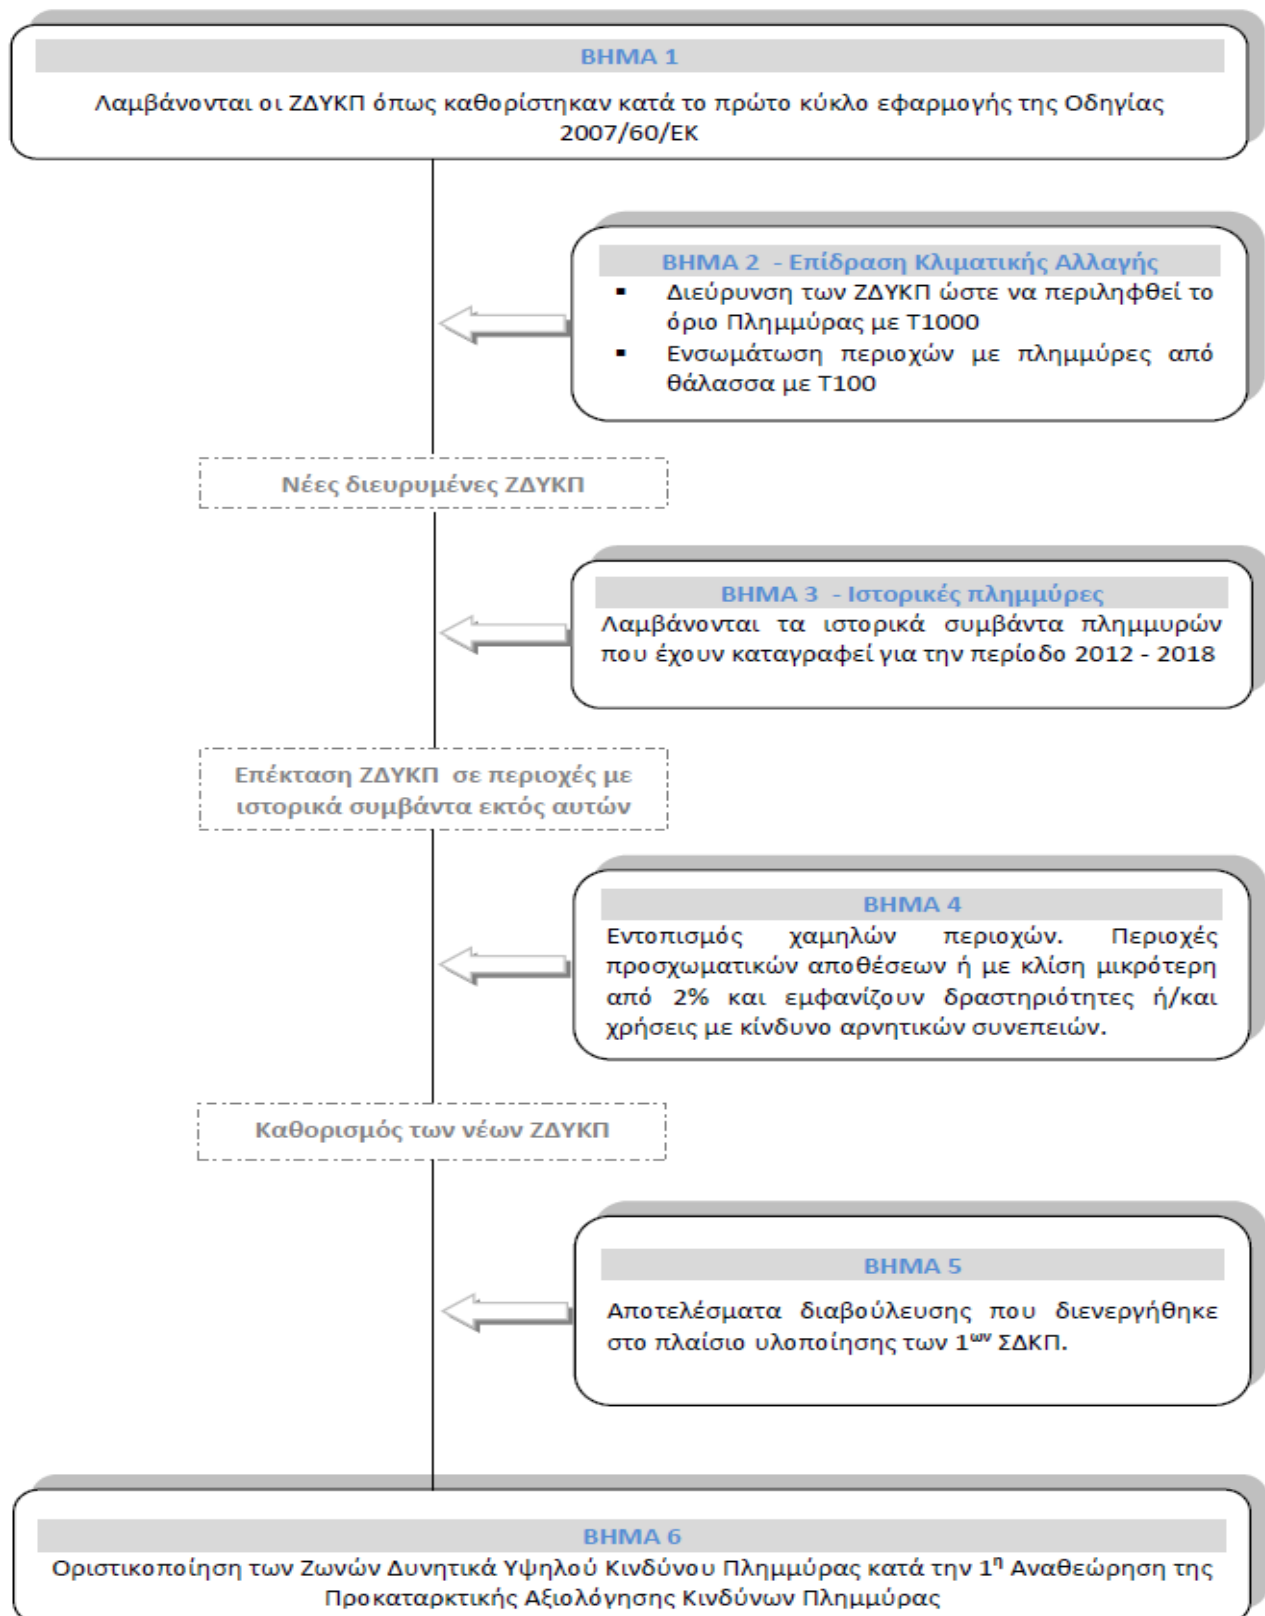 ΒΗΜΑ 1
Λαμβάνονται οι ΖΔΥΚΠ όπως καθορίστηκαν κατά το πρώτο κύκλο εφαρμογής της Οδηγίας
2007/60/ΕΚ
ΒΗΜΑ 2 - Επίδραση Κλιματικής Αλλαγής
▪ Διεύρυνση των ΖΔΥΚΠ ώστε να περιληφθεί το
όριο Πλημμύρας με Τ1000
▪ Ενσωμάτωση περιοχών με πλημμύρες από
θάλασσα με Τ100
Νέες διευρυμένες ΖΔΥΚΠ
ΒΗΜΑ 3 - Ιστορικές πλημμύρες
Λαμβάνονται τα ιστορικά συμβάντα πλημμυρών
που έχουν καταγραφεί για την περίοδο 2012 - 2018
Επέκταση ΖΔΥΚΠ σε περιοχές με
ιστορικά συμβάντα εκτός αυτών
ΒΗΜΑ 4
Εντοπισμός χαμηλών περιοχών. Περιοχές
προσχωματικών αποθέσεων ή με κλίση μικρότερη
από 2% και εμφανίζουν δραστηριότητες ή/και
χρήσεις με κίνδυνο αρνητικών συνεπειών.
Καθορισμός των νέων ΖΔΥΚΠ
ΒΗΜΑ 5
Αποτελέσματα διαβούλευσης που διενεργήθηκε
στο πλαίσιο υλοποίησης των 1ων ΣΔΚΠ.
ΒΗΜΑ 6
Οριστικοποίηση των Ζωνών Δυνητικά Υψηλού Κινδύνου Πλημμύρας κατά την 1η Αναθεώρηση της
Προκαταρκτικής Αξιολόγησης Κινδύνων Πλημμύρας